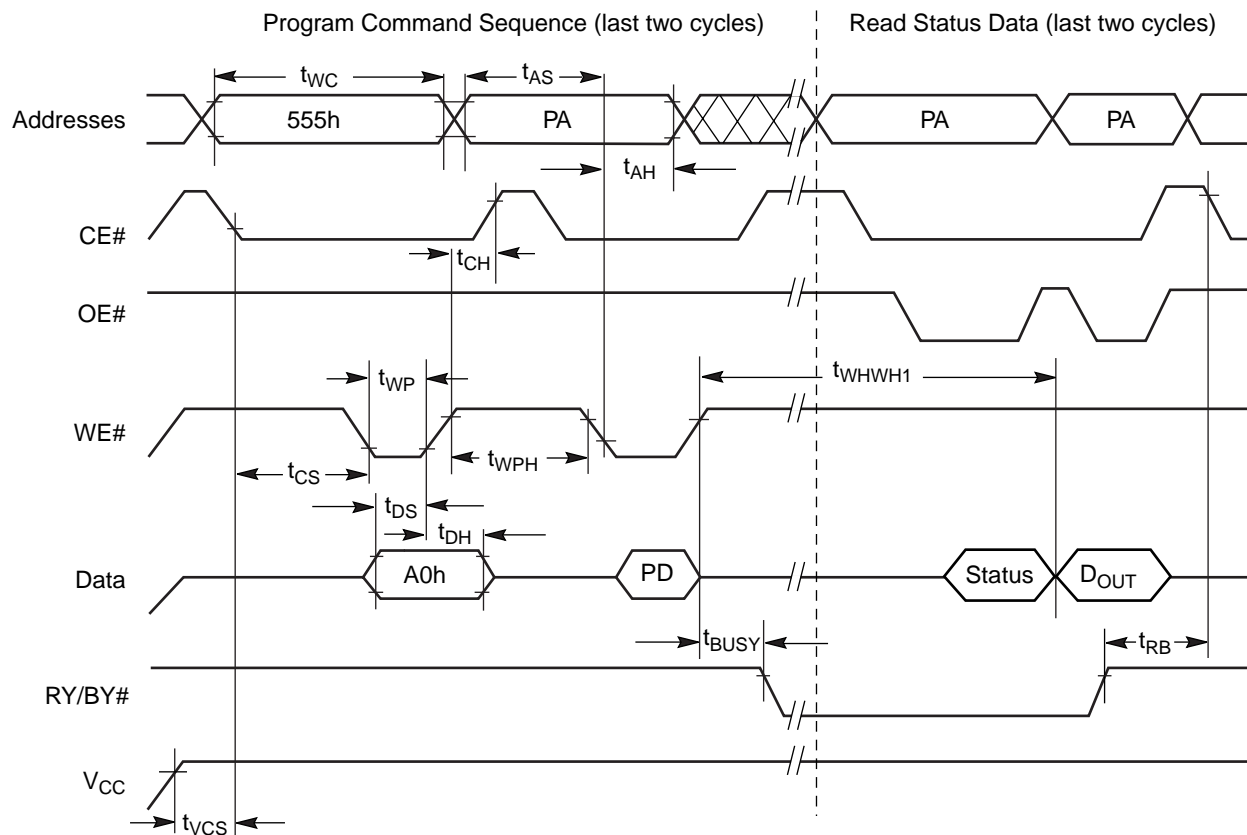 Program Command Sequence (last two cycles)
Read Status Data (last two cycles)
tWC
tAS
Addresses
555h
PA
PA
PA
tAH
CE#
tCH
OE#
tWP
tWHWH1
WE#
tCS
tWPH
tDS
tDH
Data
A0h
PD
Status
DOUT
tBUSY
tRB
RY/BY#
VCC
tVCS